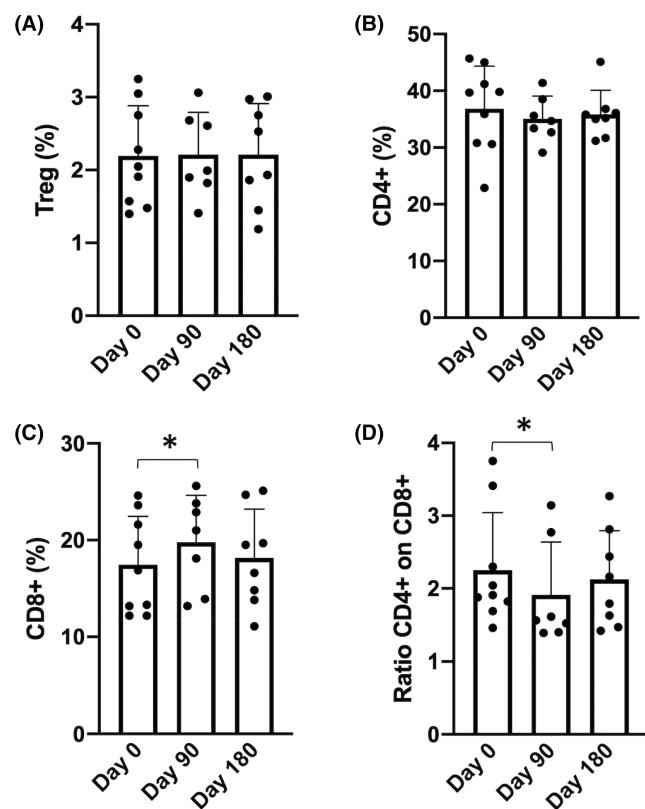 (A)
4
3
2
1
0
Treg (%)
Day 0
Day 90
Day 180
(B)
50
40
30
20
10
0
CD4+ (%)
Day 0
Day 90
Day 180
(C)
30
20
10
0
CD8+ (%)
*
Day 0
Day 90
Day 180
(D)
4
3
2
1
0
Ratio CD4+ on CD8+
*
Day 0
Day 90
Day 180